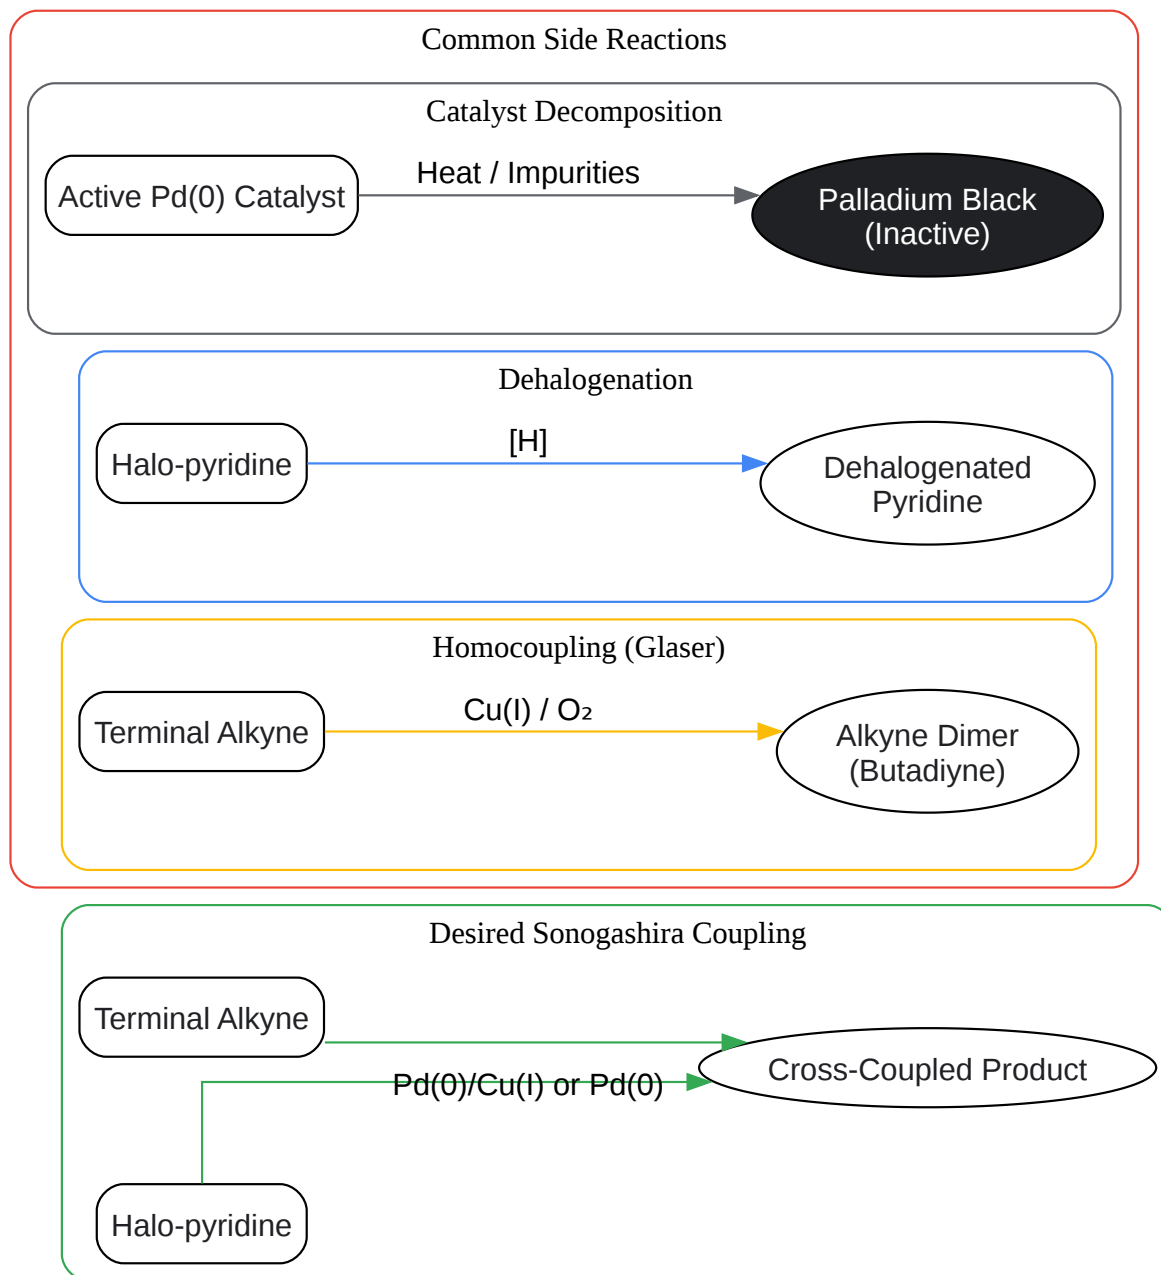 Common Side Reactions
Catalyst Decomposition
Active Pd(0) Catalyst
Heat / Impurities
Palladium Black
(Inactive)
Dehalogenation
Halo-pyridine
[H]
Dehalogenated
Pyridine
Homocoupling (Glaser)
Terminal Alkyne
Cu(I) / O₂
Alkyne Dimer
(Butadiyne)
Desired Sonogashira Coupling
Terminal Alkyne
Pd(0)/Cu(I) or Pd(0)
Cross-Coupled Product
Halo-pyridine